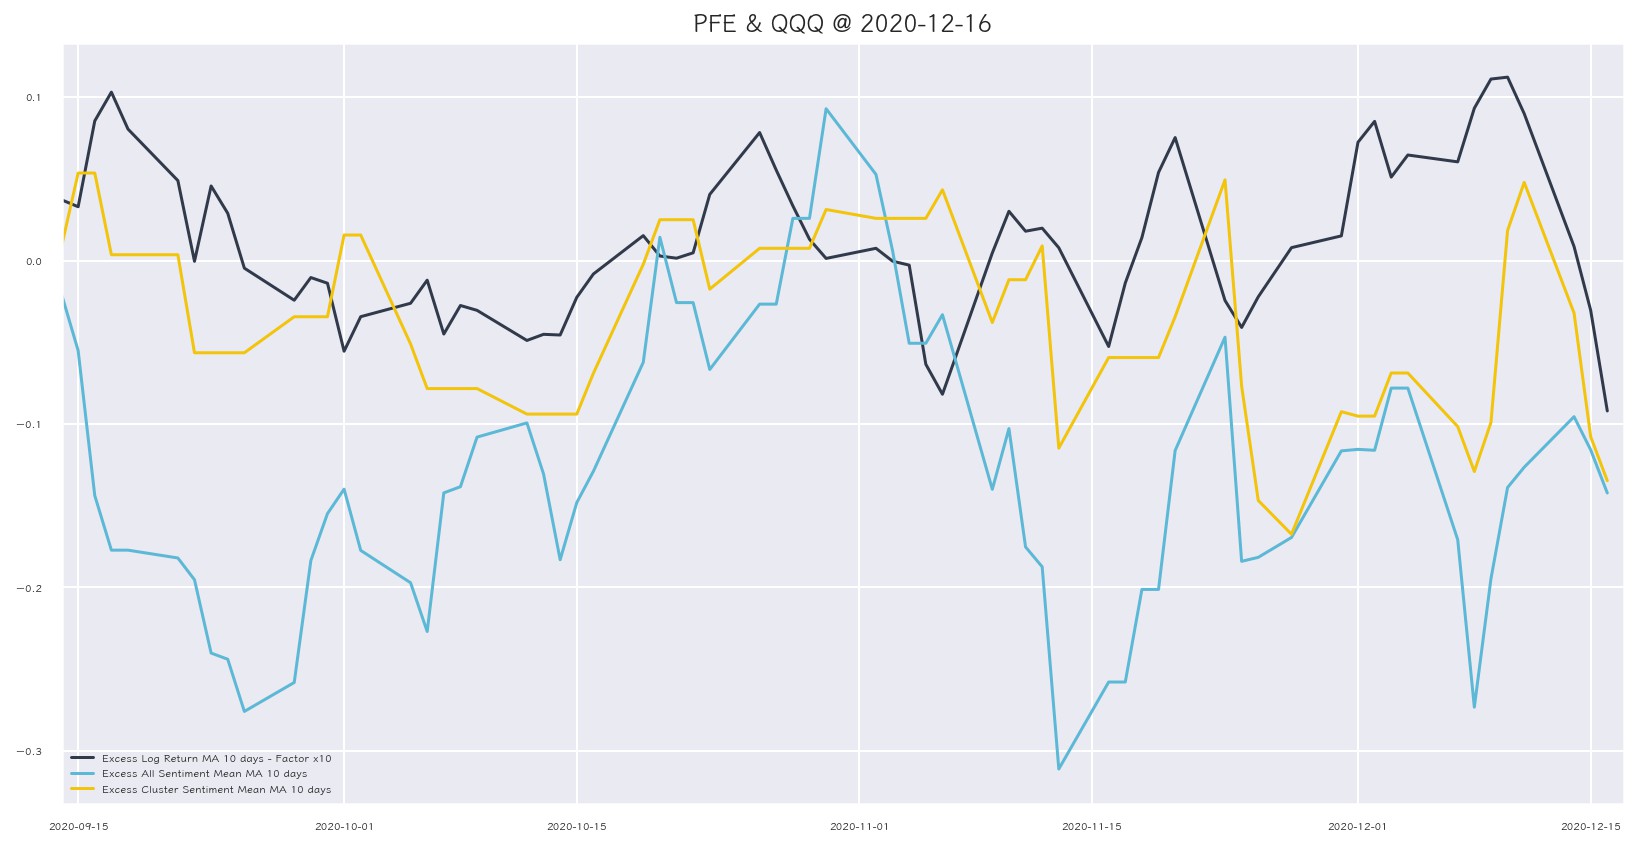 PFE & QQQ @ 2020-12-16
0.1
0.0
−0.1
−0.2
−0.3
Excess Log Return MA 10 days - Factor x10
Excess All Sentiment Mean MA 10 days
Excess Cluster Sentiment Mean MA 10 days
2020-09-15 2020-10-01 2020-10-15 2020-11-01 2020-11-15 2020-12-01 2020-12-15